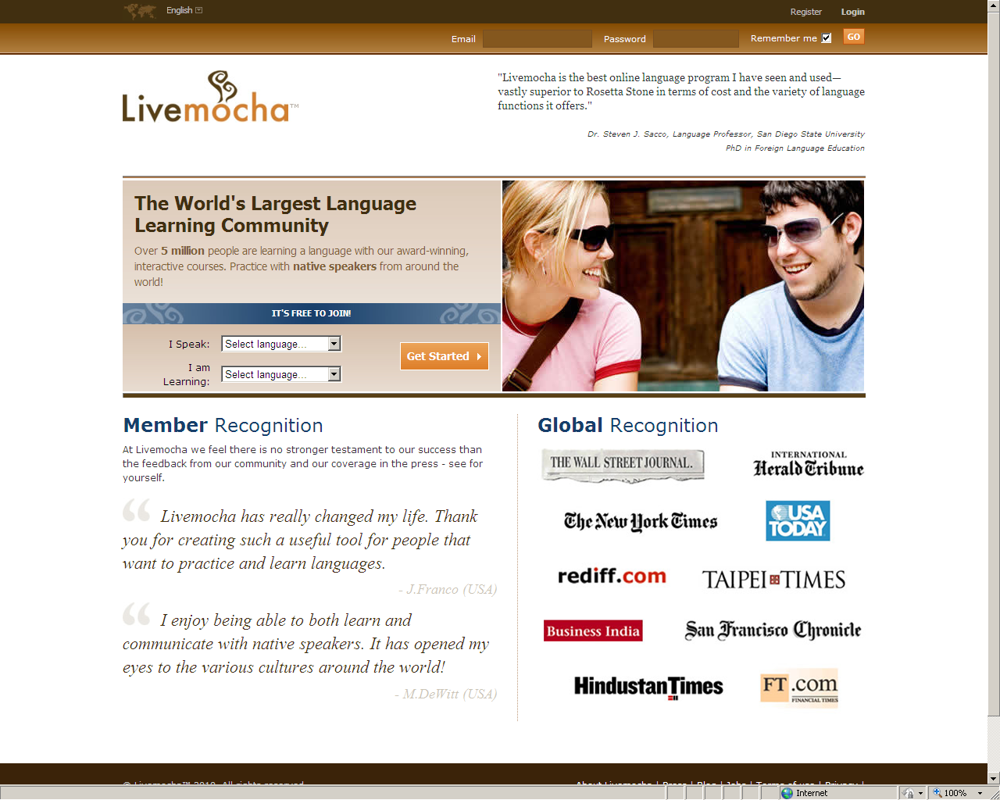 English
Register Login
Email Password Remember me GO
Livemocha™
"Livemocha is the best online language program I have seen and used—
vastly superior to Rosetta Stone in terms of cost and the variety of language
functions it offers."
Dr. Steven J. Sacco, Language Professor, San Diego State University
PhD in Foreign Language Education
The World's Largest Language
Learning Community
Over 5 million people are learning a language with our award-winning,
interactive courses. Practice with native speakers from around the
world!
IT'S FREE TO JOIN!
I Speak: Select language...
I am
Learning: Select language...
Get Started
Member Recognition
At Livemocha we feel there is no stronger testament to our success than
the feedback from our community and our coverage in the press - see for
yourself.
“ Livemocha has really changed my life. Thank
you for creating such a useful tool for people that
want to practice and learn languages.
- J.Franco (USA)
“ I enjoy being able to both learn and
communicate with native speakers. It has opened my
eyes to the various cultures around the world!
- M.DeWitt (USA)
Global Recognition
THE WALL STREET JOURNAL.
INTERNATIONAL
Herald Tribune
The New York Times
USA
TODAY
rediff.com
TAIPEI TIMES
Business India
San Francisco Chronicle
Hindustan Times
FT.com
FINANCIAL TIMES
© Livemocha™ 2010. All rights reserved
About Livemocha | Press | Blog | Jobs | Terms of use | Privacy |
Internet
100%